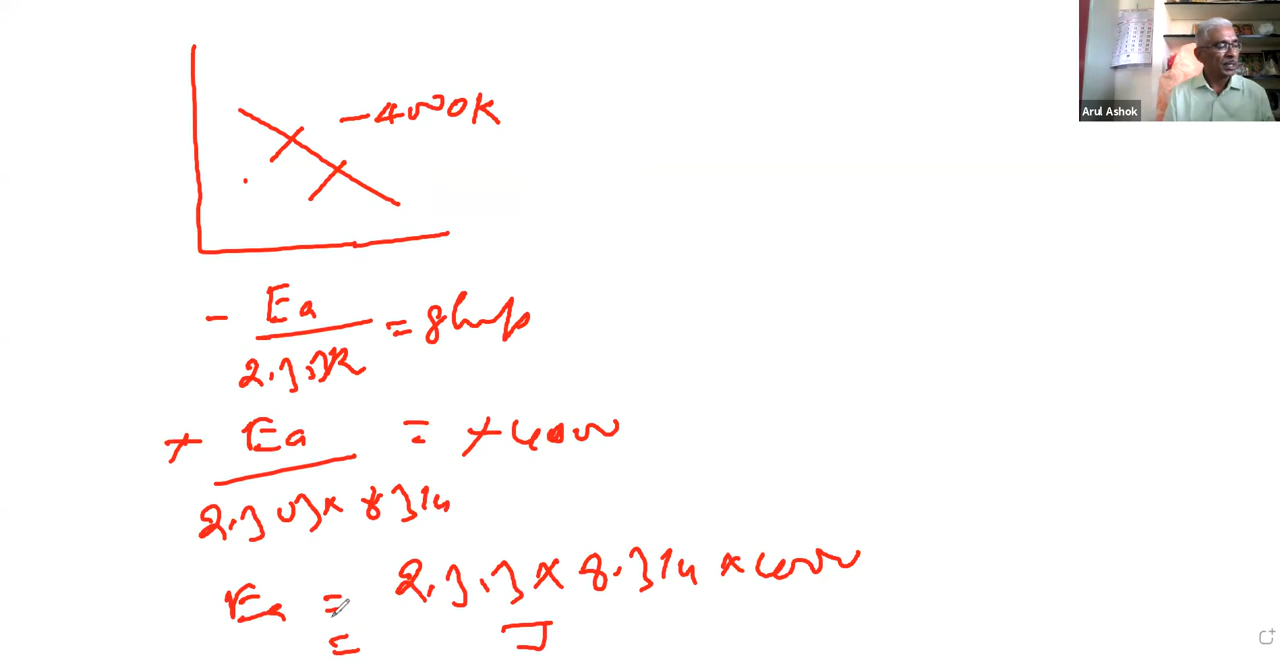 Arul Ashok
-4000K
- Ea / 2.303R = slope
+ Ea / 2.303 x 8.314 = +4000
Ea = 2.303 x 8.314 x 4000
= J